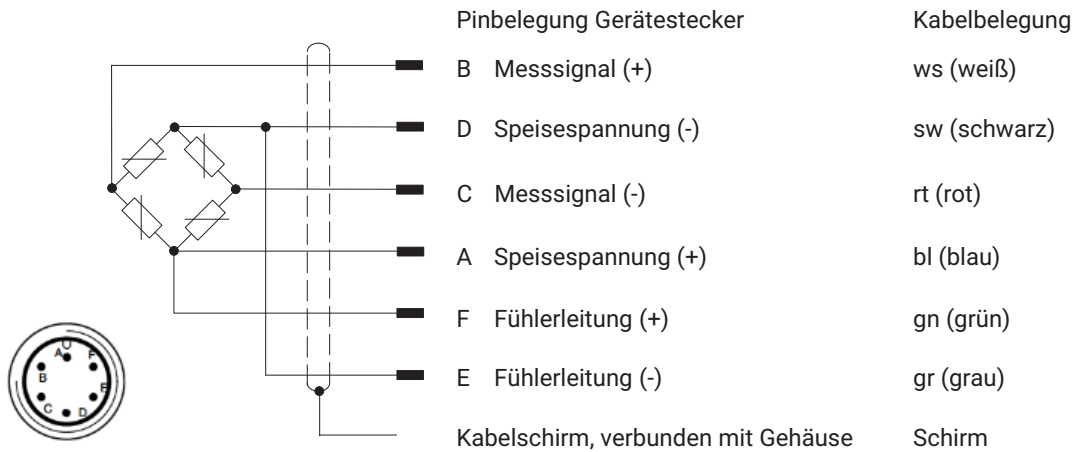 Pinbelegung Gerätestecker Kabelbelegung
B Messsignal (+) ws (weiß)
D Speisespannung (-) sw (schwarz)
C Messsignal (-) rt (rot)
A Speisespannung (+) bl (blau)
F Fühlerleitung (+) gn (grün)
E Fühlerleitung (-) gr (grau)
Kabelschirm, verbunden mit Gehäuse Schirm
A F
B E
C D